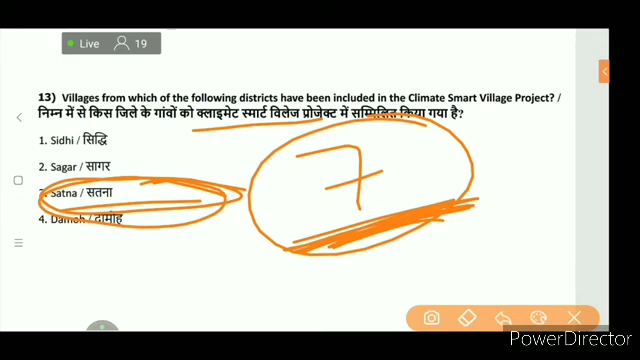 Live 19
13) Villages from which of the following districts have been included in the Climate Smart Village Project? /
निम्न में से किस जिले के गांवों को क्लाइमेट स्मार्ट विलेज प्रोजेक्ट में सम्मिलित किया गया है?
1. Sidhi / सिद्धि
2. Sagar / सागर
3. Satna / सतना
4. Damoh / दामोह
7
PowerDirector